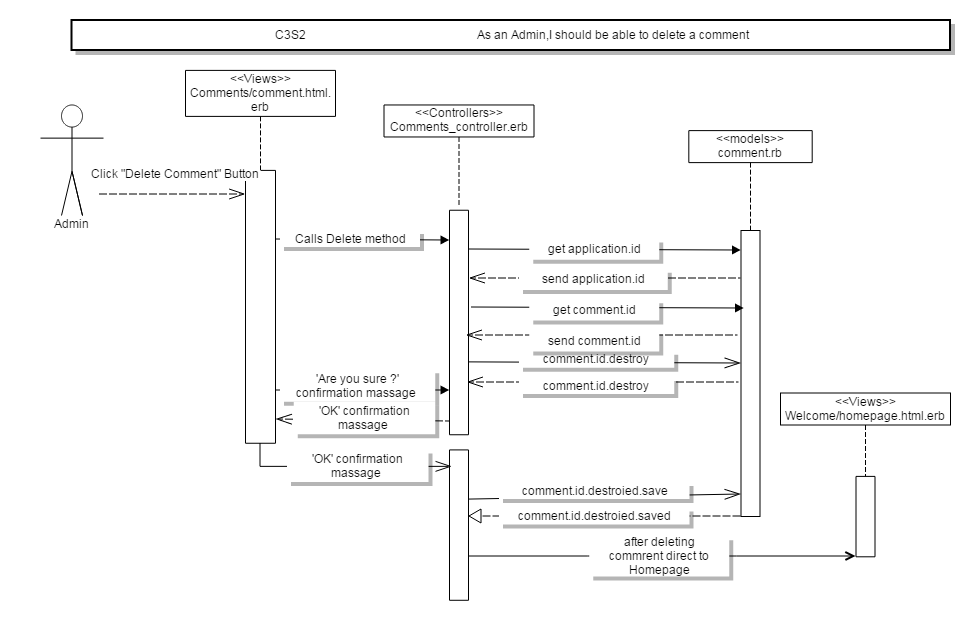 C3S2 As an Admin,I should be able to delete a comment
<<Views>>
Comments/comment.html.
erb
<<Controllers>>
Comments_controller.erb
<<models>>
comment.rb
Click "Delete Comment" Button
Admin
Calls Delete method
get application.id
send application.id
get comment.id
send comment.id
comment.id.destroy
comment.id.destroy
'Are you sure ?'
confirmation massage
'OK' confirmation
massage
<<Views>>
Welcome/homepage.html.erb
'OK' confirmation
massage
comment.id.destroied.save
comment.id.destroied.saved
after deleting
commrent direct to
Homepage